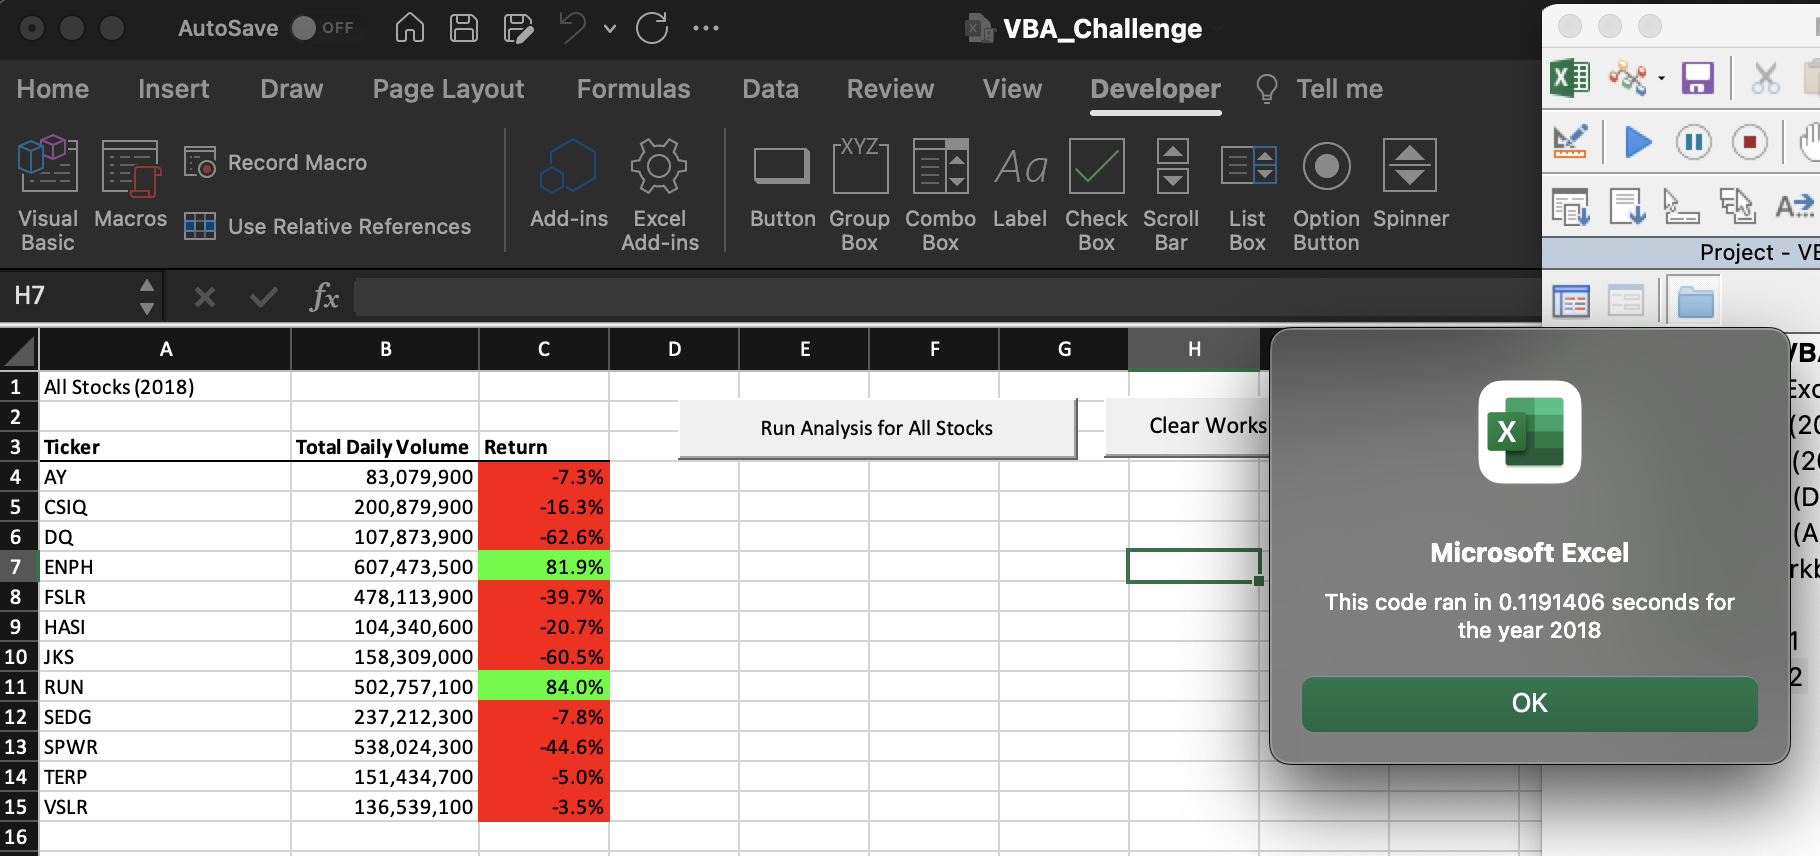 AutoSave OFF VBA_Challenge
Home Insert Draw Page Layout Formulas Data Review View Developer Tell me
Visual Basic
Macros
Record Macro
Use Relative References
Add-ins
Excel Add-ins
Button
Group Box
Combo Box
Label
Check Box
Scroll Bar
List Box
Option Button
Spinner
XYZ
Aa
A
Project - VB
H7 fx
A B C D E F G H
1 All Stocks (2018)
2
Run Analysis for All Stocks
Clear Works
3 Ticker Total Daily Volume Return
4 AY 83,079,900 -7.3%
5 CSIQ 200,879,900 -16.3%
6 DQ 107,873,900 -62.6%
7 ENPH 607,473,500 81.9%
8 FSLR 478,113,900 -39.7%
9 HASI 104,340,600 -20.7%
10 JKS 158,309,000 -60.5%
11 RUN 502,757,100 84.0%
12 SEDG 237,212,300 -7.8%
13 SPWR 538,024,300 -44.6%
14 TERP 151,434,700 -5.0%
15 VSLR 136,539,100 -3.5%
16
X
Microsoft Excel
This code ran in 0.1191406 seconds for
the year 2018
OK